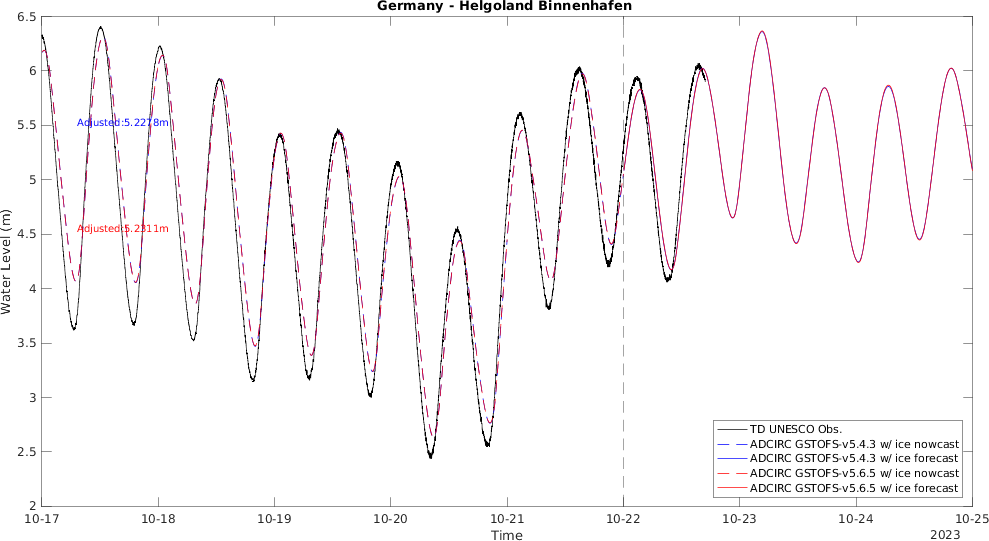 Germany - Helgoland Binnenhafen
6.5
6
5.5
5
4.5
4
3.5
3
2.5
2
Water Level (m)
Adjusted:5.2278m
Adjusted:5.2311m
TD UNESCO Obs.
ADCIRC GSTOFS-v5.4.3 w/ ice nowcast
ADCIRC GSTOFS-v5.4.3 w/ ice forecast
ADCIRC GSTOFS-v5.6.5 w/ ice nowcast
ADCIRC GSTOFS-v5.6.5 w/ ice forecast
10-17 10-18 10-19 10-20 10-21 10-22 10-23 10-24 10-25
Time
2023